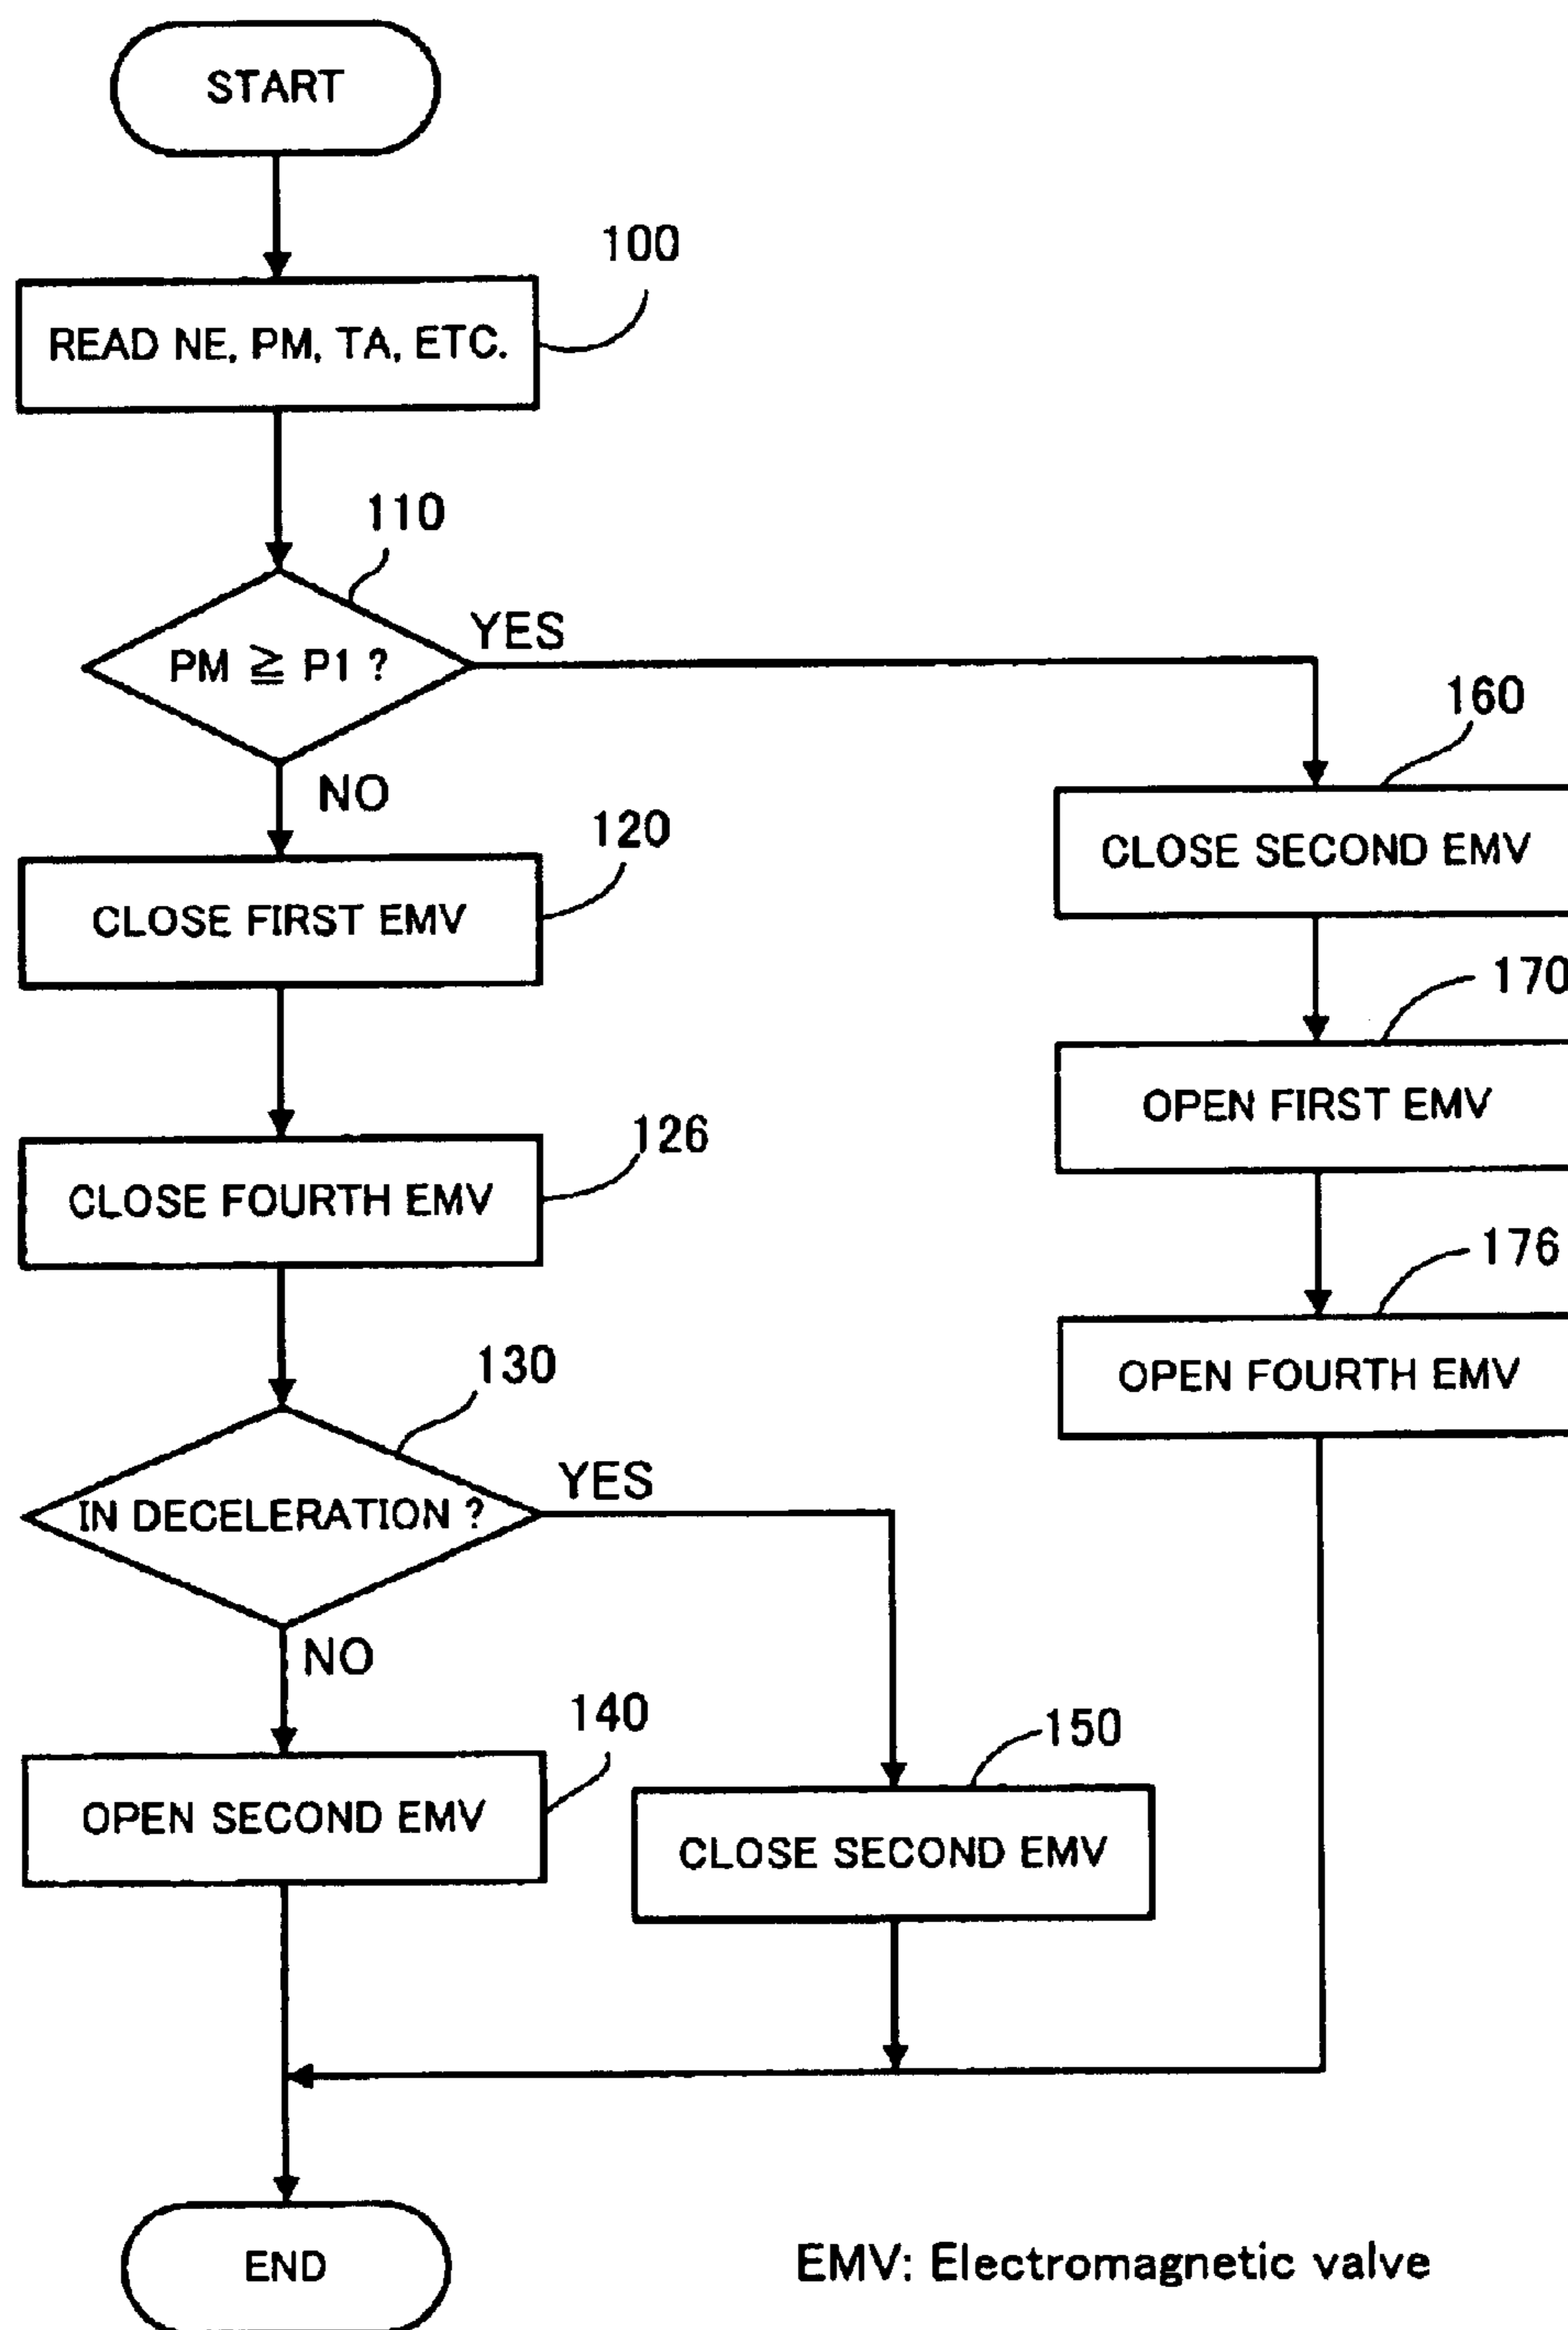 START
100
READ NE, PM, TA, ETC.
110
PM ≧ P1 ?
YES
NO
160
CLOSE SECOND EMV
120
CLOSE FIRST EMV
170
OPEN FIRST EMV
126
CLOSE FOURTH EMV
176
OPEN FOURTH EMV
130
IN DECELERATION ?
YES
NO
140
OPEN SECOND EMV
150
CLOSE SECOND EMV
END
EMV: Electromagnetic valve